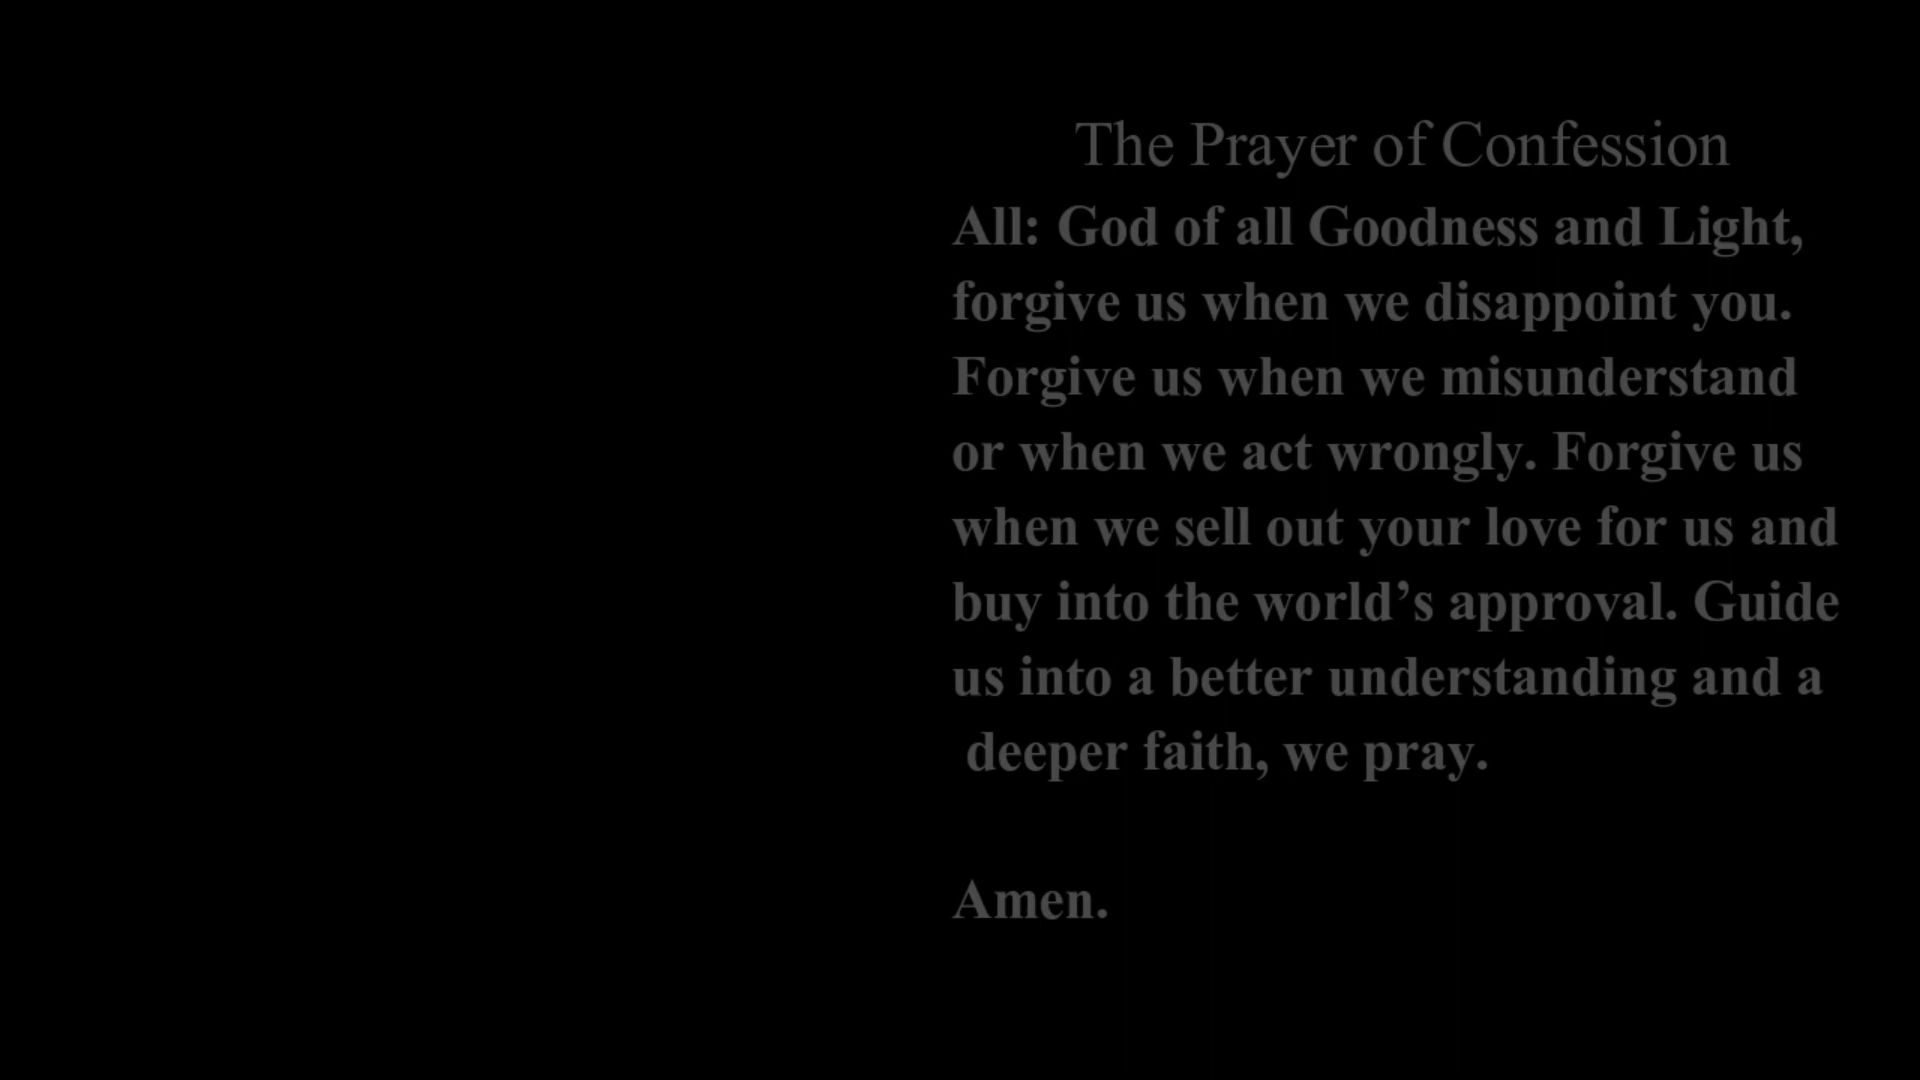 The Prayer of Confession
All: God of all Goodness and Light,
forgive us when we disappoint you.
Forgive us when we misunderstand
or when we act wrongly. Forgive us
when we sell out your love for us and
buy into the world’s approval. Guide
us into a better understanding and a
deeper faith, we pray.
Amen.